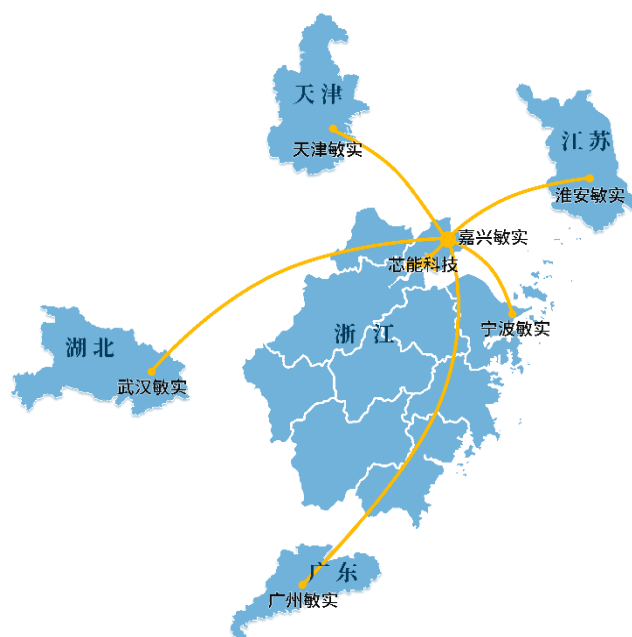 天津
天津敏实
江苏
淮安敏实
嘉兴敏实
芯能科技
宁波敏实
浙江
湖北
武汉敏实
广东
广州敏实